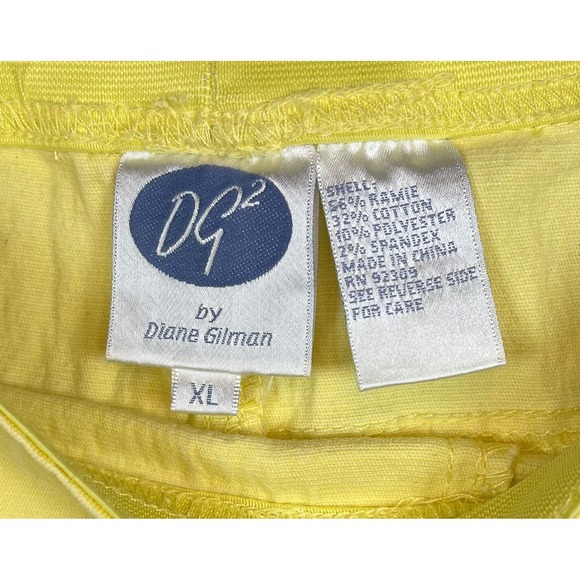 DG2
by
Diane Gilman
XL
SHELL:
56% RAMIE
32% COTTON
10% POLYESTER
2% SPANDEX
MADE IN CHINA
RN 92309
SEE REVERSE SIDE
FOR CARE